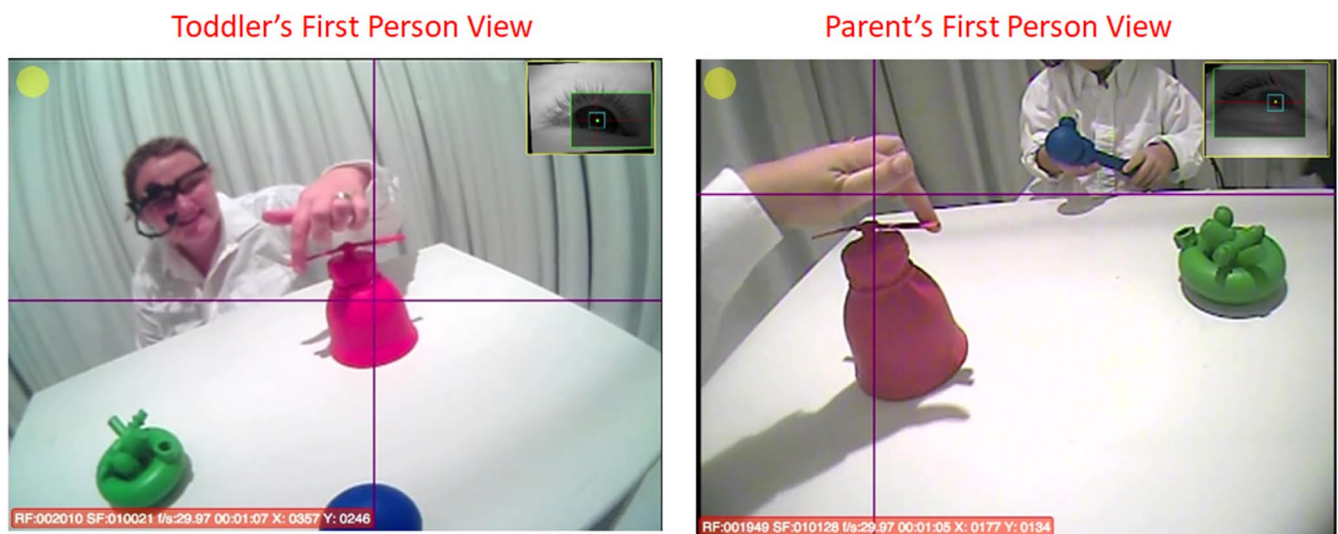 Toddler's First Person View
Parent's First Person View
RF:002010 SF:010021 f/s:29.97 00:01:07 X: 0357 Y: 0246
RF:001949 SF:010128 f/s:29.97 00:01:05 X: 0177 Y: 0134